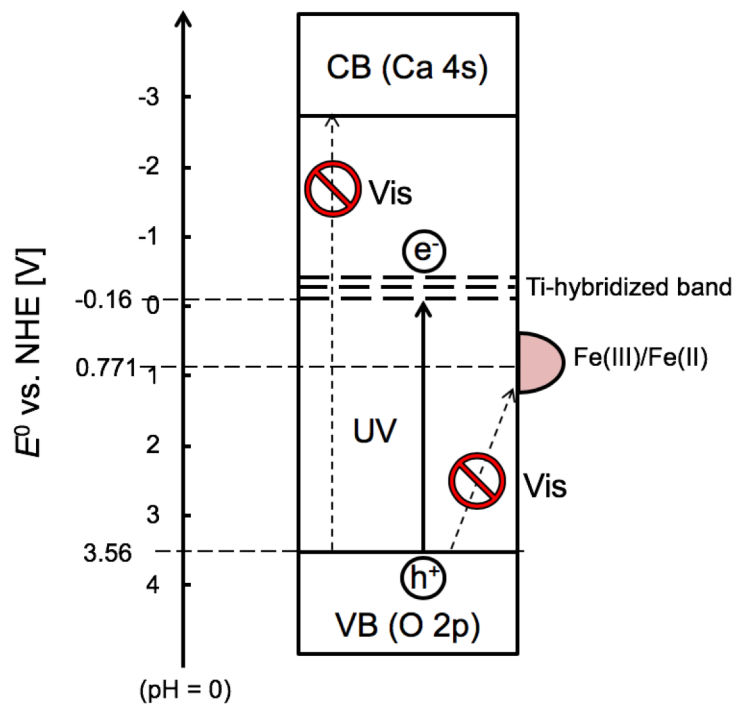 CB (Ca 4s)
-3
-2
Vis
-1
e-
Ti-hybridized band
-0.16
0
Fe(III)/Fe(II)
0.771
1
E⁰ vs. NHE [V]
UV
2
Vis
3
3.56
h+
4
VB (O 2p)
(pH = 0)